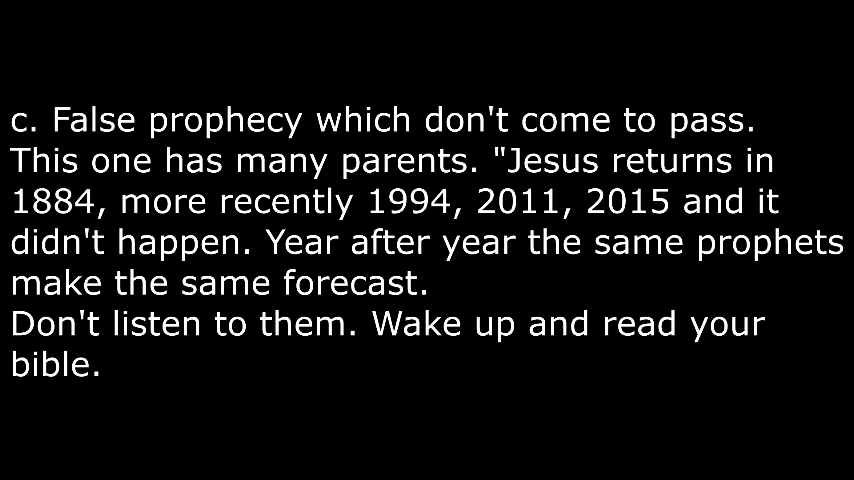 c. False prophecy which don't come to pass.
This one has many parents. "Jesus returns in
1884, more recently 1994, 2011, 2015 and it
didn't happen. Year after year the same prophets
make the same forecast.
Don't listen to them. Wake up and read your
bible.